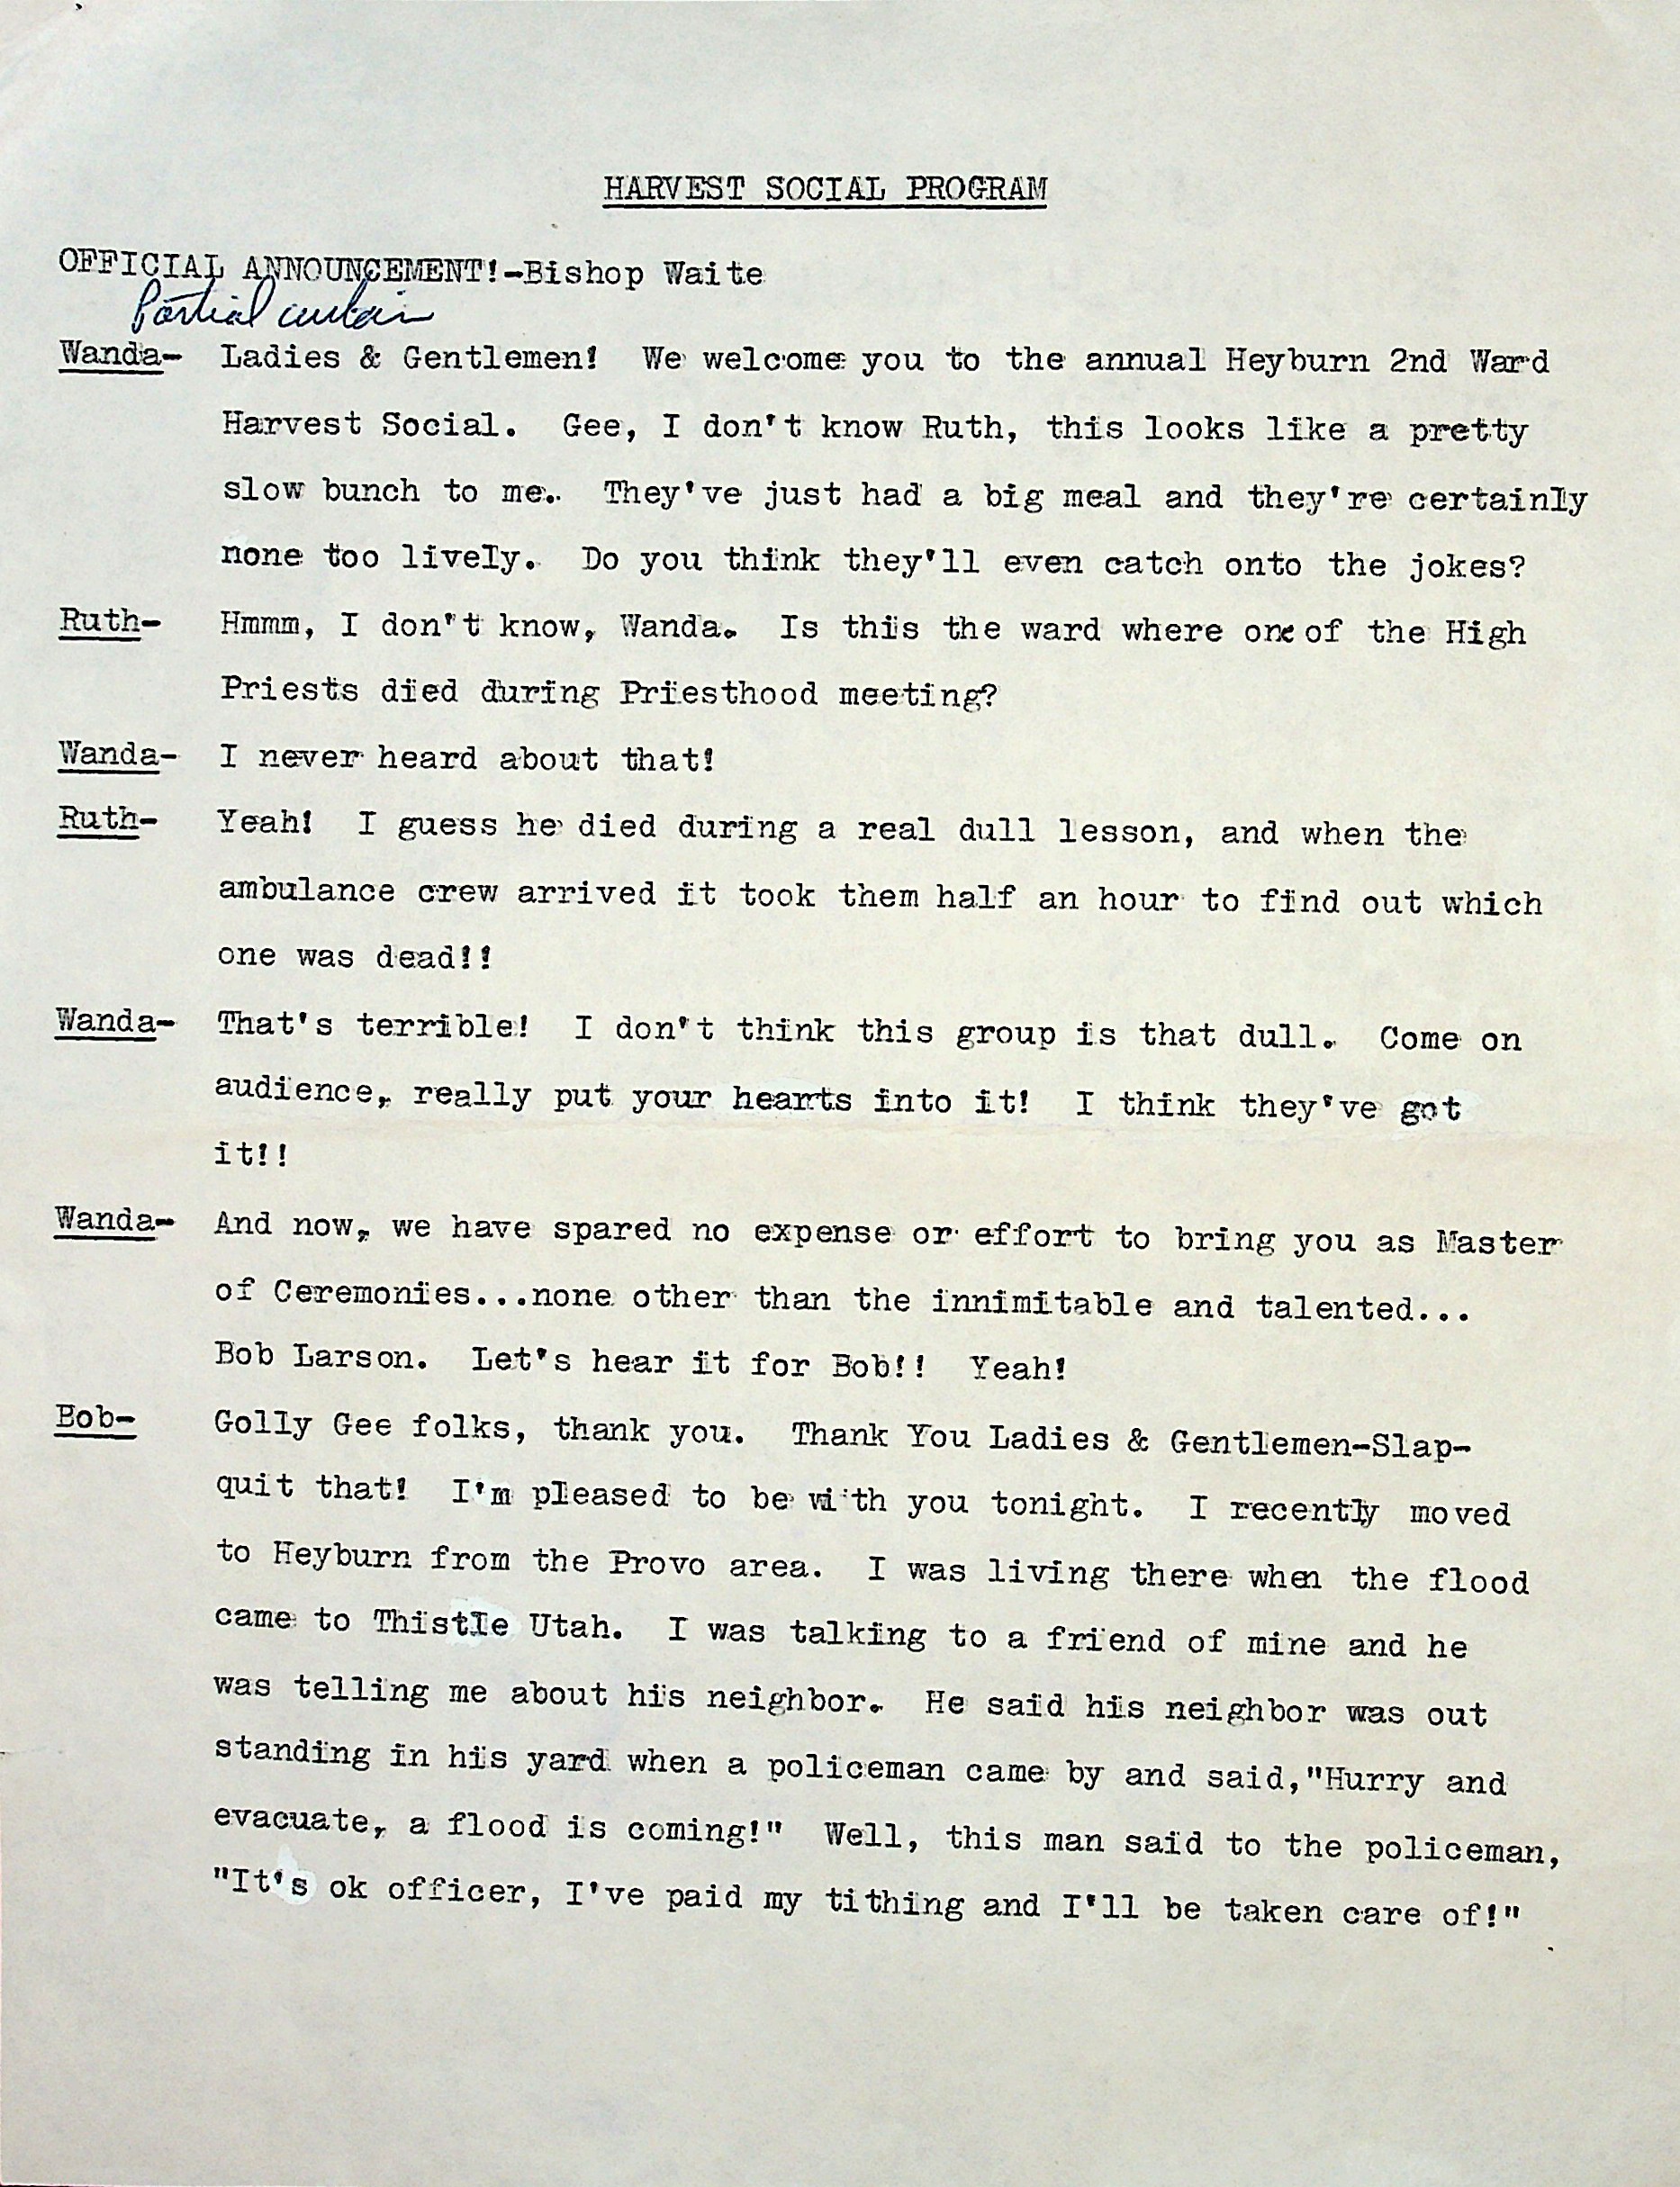 HARVEST SOCIAL PROGRAM
OFFICIAL ANNOUNCEMENT!-Bishop Waite
Partial curtain
Wanda- Ladies & Gentlemen! We welcome you to the annual Heyburn 2nd Ward
Harvest Social. Gee, I don't know Ruth, this looks like a pretty
slow bunch to me. They've just had a big meal and they're certainly
none too lively. Do you think they'll even catch onto the jokes?
Ruth- Hmmm, I don't know, Wanda. Is this the ward where one of the High
Priests died during Priesthood meeting?
Wanda- I never heard about that!
Ruth- Yeah! I guess he died during a real dull lesson, and when the
ambulance crew arrived it took them half an hour to find out which
one was dead!!
Wanda- That's terrible! I don't think this group is that dull. Come on
audience, really put your hearts into it! I think they've got
it!!
Wanda- And now, we have spared no expense or effort to bring you as Master
of Ceremonies...none other than the innimitable and talented...
Bob Larson. Let's hear it for Bob!! Yeah!
Bob- Golly Gee folks, thank you. Thank You Ladies & Gentlemen-Slap-
quit that! I'm pleased to be with you tonight. I recently moved
to Heyburn from the Provo area. I was living there when the flood
came to Thistle Utah. I was talking to a friend of mine and he
was telling me about his neighbor. He said his neighbor was out
standing in his yard when a policeman came by and said,"Hurry and
evacuate, a flood is coming!" Well, this man said to the policeman,
"It's ok officer, I've paid my tithing and I'll be taken care of!"